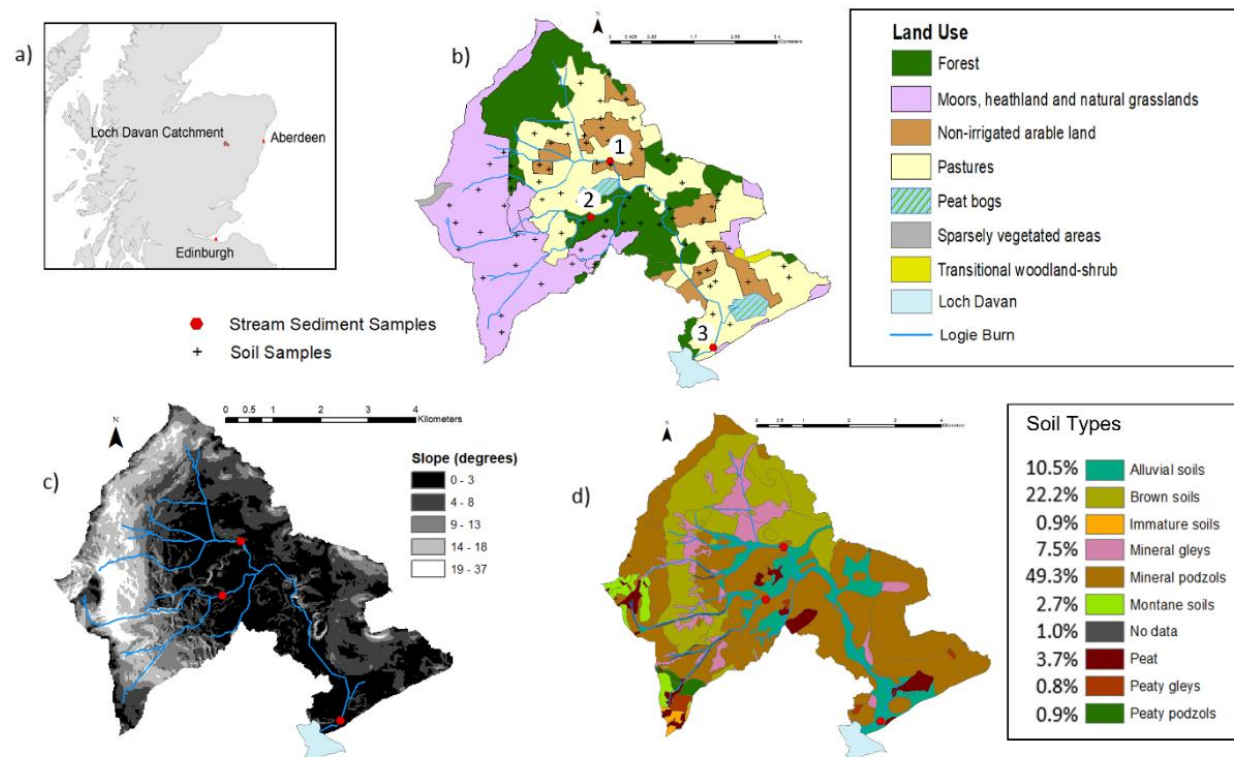 a)
Loch Davan Catchment
Aberdeen
Edinburgh
Stream Sediment Samples
Soil Samples
b)
N
Kilometers
1
2
3
Land Use
Forest
Moors, heathland and natural grasslands
Non-irrigated arable land
Pastures
Peat bogs
Sparsely vegetated areas
Transitional woodland-shrub
Loch Davan
Logie Burn
c)
N
0 0.5 1 2 3 4
Kilometers
Slope (degrees)
0 - 3
4 - 8
9 - 13
14 - 18
19 - 37
d)
N
Kilometers
Soil Types
10.5% Alluvial soils
22.2% Brown soils
0.9% Immature soils
7.5% Mineral gleys
49.3% Mineral podzols
2.7% Montane soils
1.0% No data
3.7% Peat
0.8% Peaty gleys
0.9% Peaty podzols